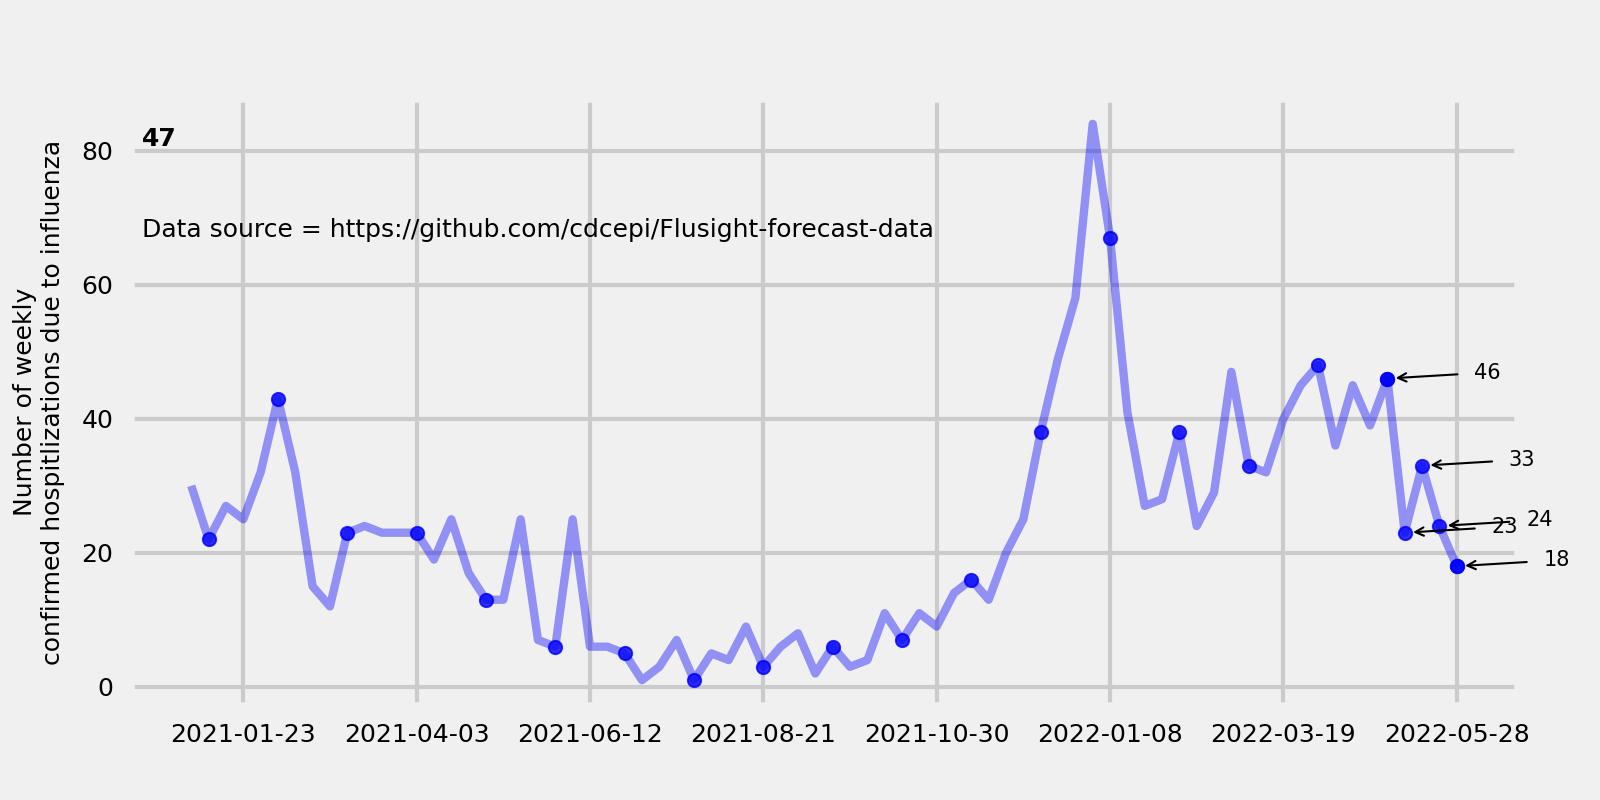 47
Data source = https://github.com/cdcepi/Flusight-forecast-data
Number of weekly
confirmed hospitlizations due to influenza
80
60
40
20
0
46
33
24
23
18
2021-01-23 2021-04-03 2021-06-12 2021-08-21 2021-10-30 2022-01-08 2022-03-19 2022-05-28